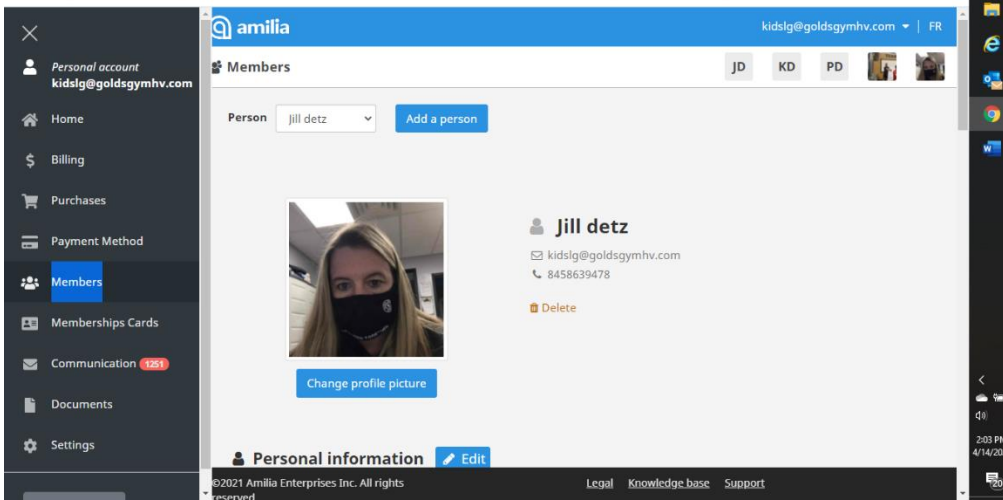 amilia
kidslg@goldsgymhv.com | FR
Personal account
kidslg@goldsgymhv.com
Home
Billing
Purchases
Payment Method
Members
Memberships Cards
Communication 1251
Documents
Settings
Members
JD KD PD
Person Jill detz Add a person
Jill detz
kidslg@goldsgymhv.com
8458639478
Delete
Change profile picture
Personal information Edit
©2021 Amilia Enterprises Inc. All rights
reserved
Legal Knowledge base Support
2:03 PM
4/14/20